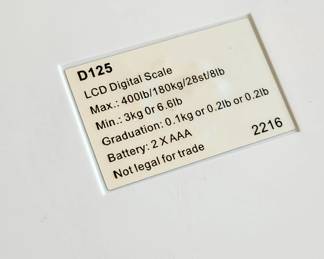 D125
LCD Digital Scale
Max.: 400lb/180kg/28st/8lb
Min.: 3kg 0r 6.6lb
Graduation: 0.1kg or 0.2lb or 0.2lb
Battery: 2 X AAA
Not legal for trade
2216